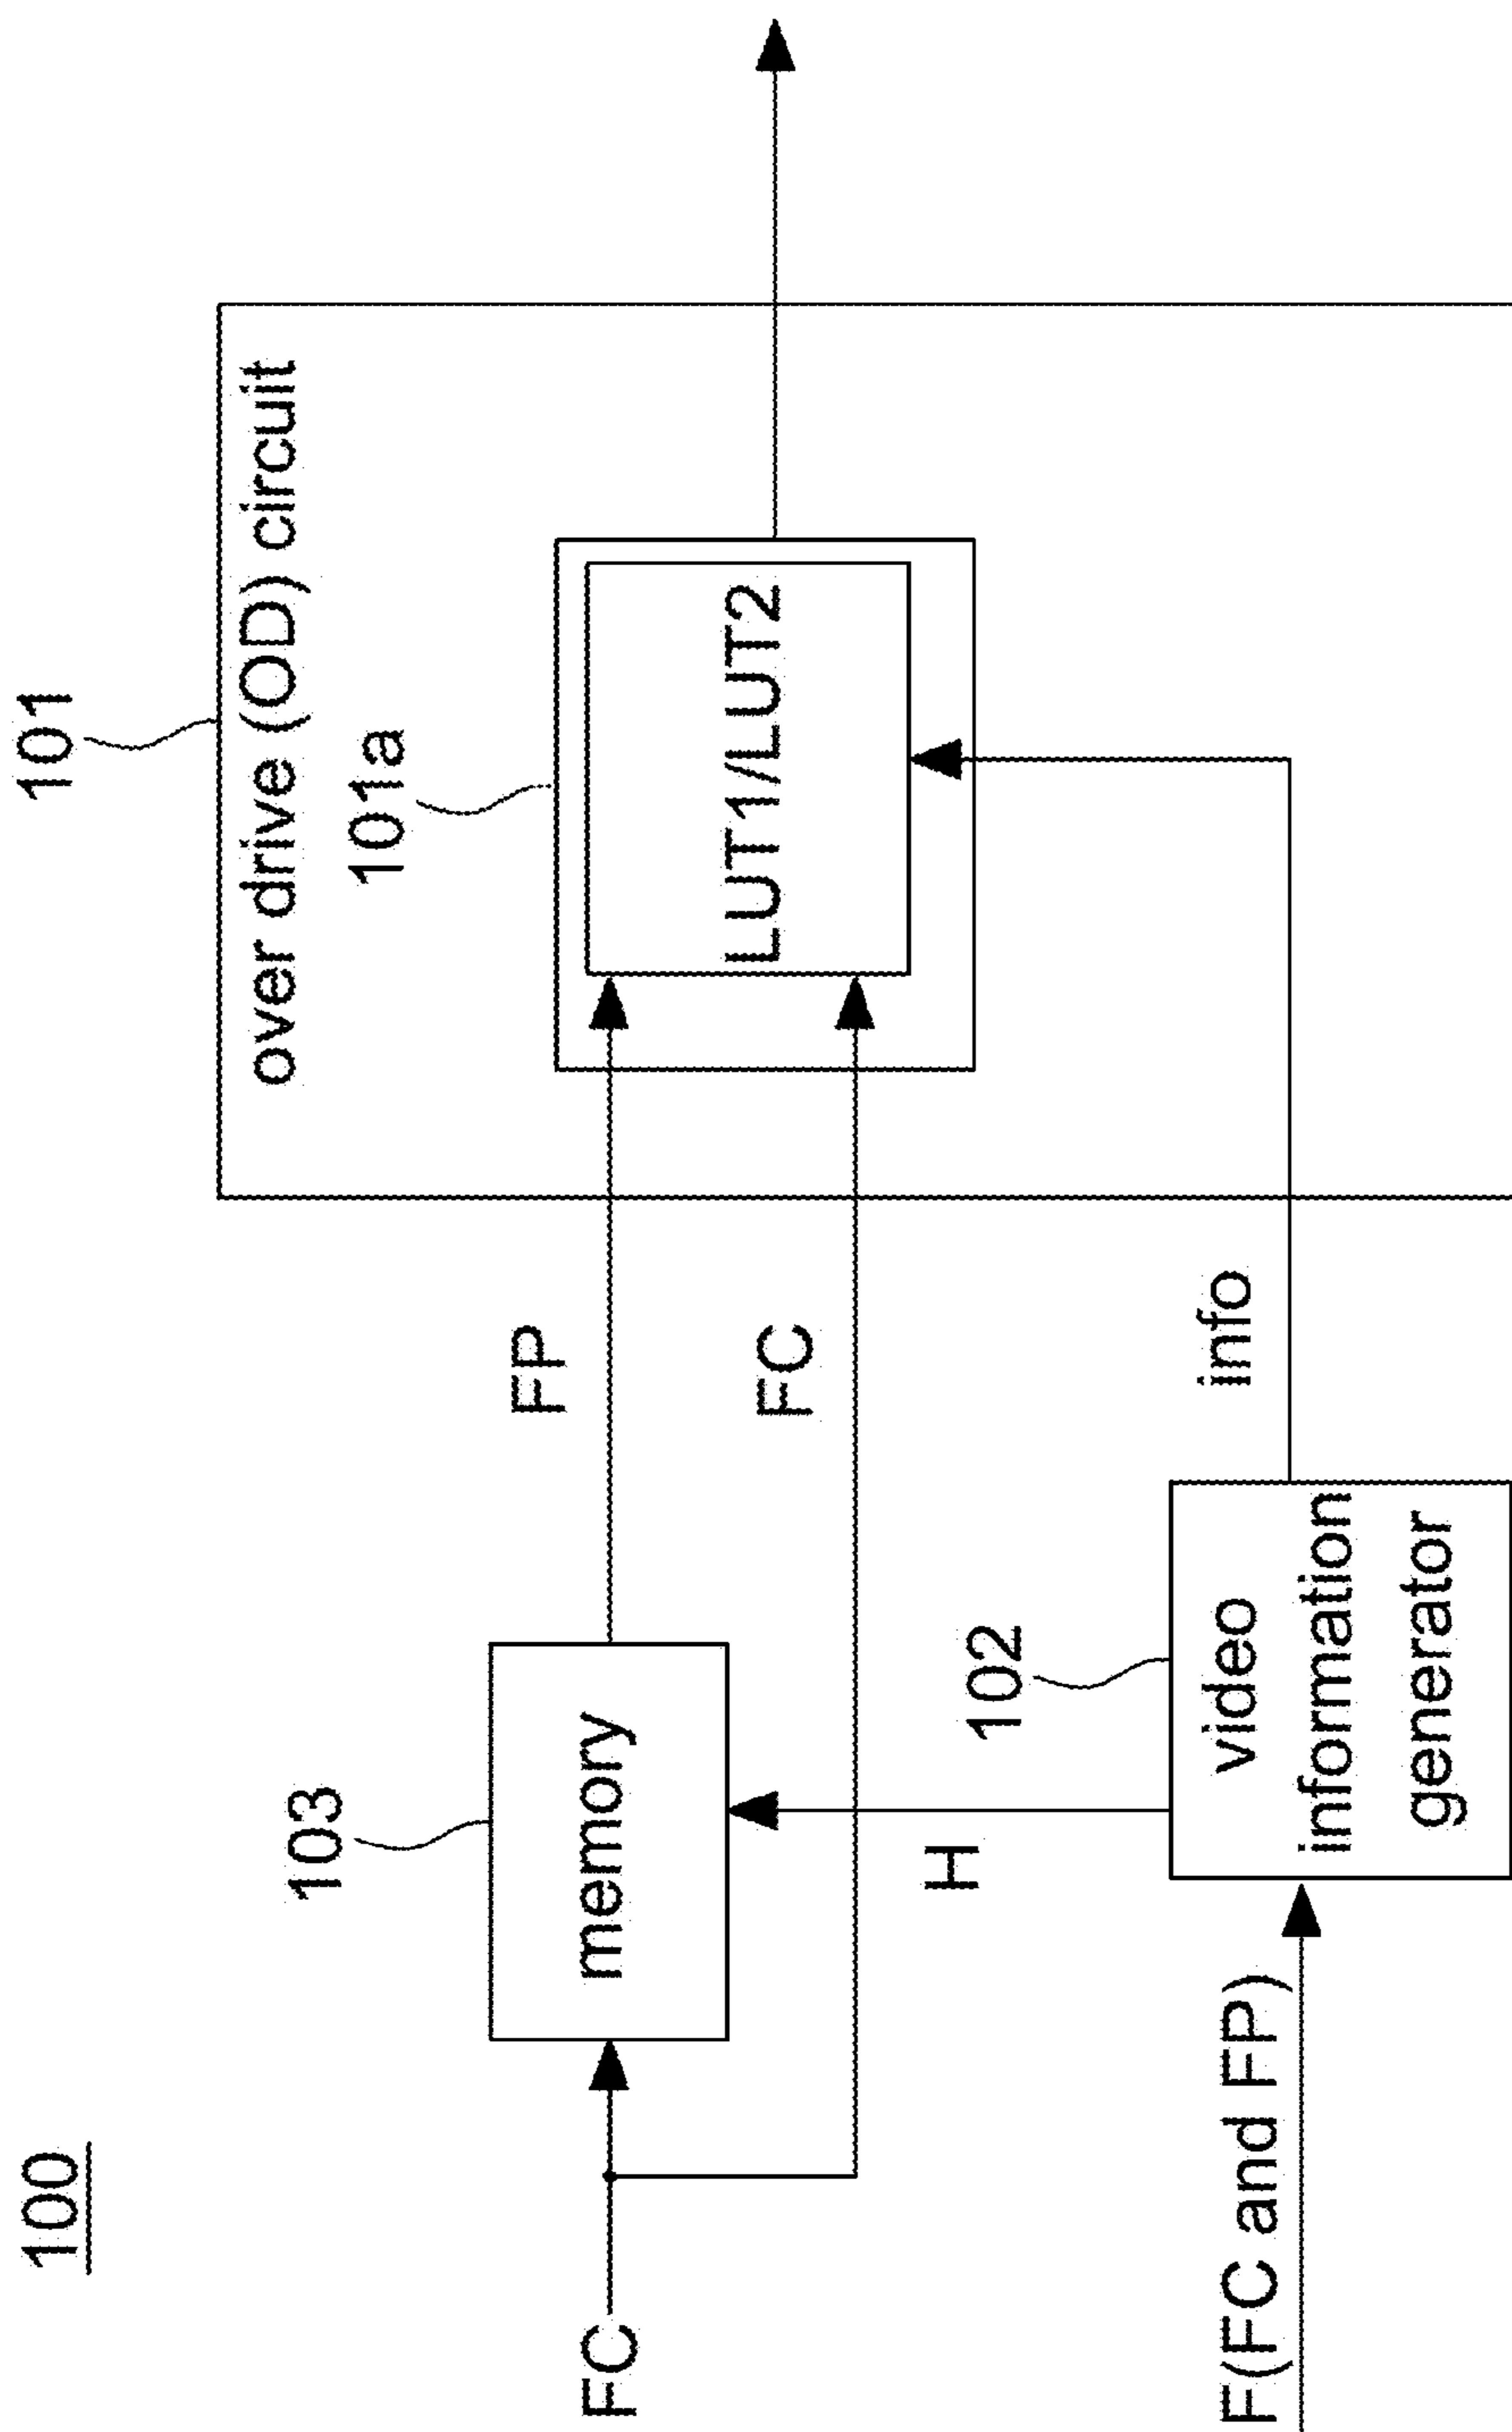 100
101
over drive (OD) circuit
101a
LUT1/LUT2
103
memory
FC
FP
FC
H
102
video
information
generator
info
F(FC and FP)